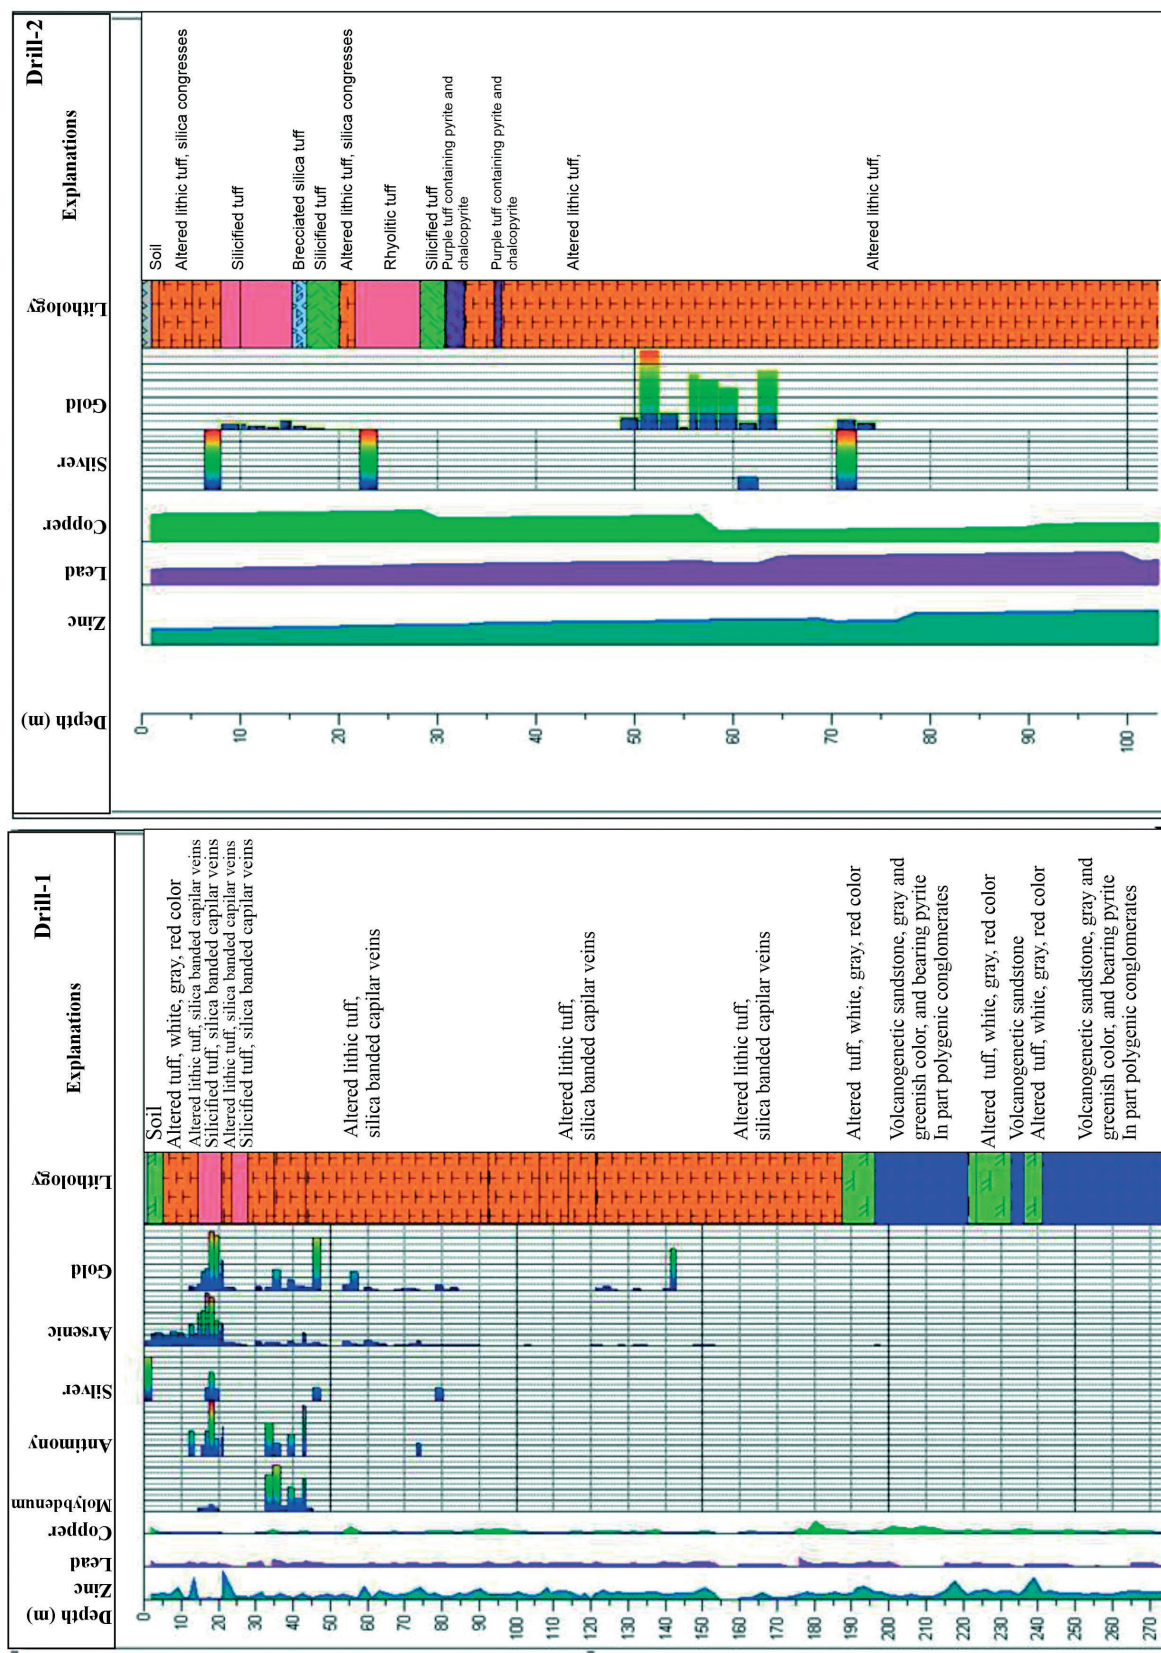 Drill-2
Explanations
Soil
Altered lithic tuff, silica congresses
Silicified tuff
Brecciated silica tuff
Silicified tuff
Altered lithic tuff, silica congresses
Rhyolitic tuff
Silicified tuff
Purple tuff containing pyrite and
chalcopyrite
Purple tuff containing pyrite and
chalcopyrite
Altered lithic tuff,
Altered lithic tuff,
Lithology
Gold
Silver
Copper
Lead
Zinc
Depth (m)
0
10
20
30
40
50
60
70
80
90
100
Drill-1
Explanations
Soil
Altered tuff, white, gray, red color
Altered lithic tuff, silica banded capilar veins
Silicified tuff, silica banded capilar veins
Altered lithic tuff, silica banded capilar veins
Silicified tuff, silica banded capilar veins
Altered lithic tuff,
silica banded capilar veins
Altered lithic tuff,
silica banded capilar veins
Altered lithic tuff,
silica banded capilar veins
Altered tuff, white, gray, red color
Volcanogenetic sandstone, gray and
greenish color, and bearing pyrite
In part polygenic conglomerates
Altered tuff, white, gray, red color
Volcanogenetic sandstone
Altered tuff, white, gray, red color
Volcanogenetic sandstone, gray and
greenish color, and bearing pyrite
In part polygenic conglomerates
Lithology
Gold
Arsenic
Silver
Antimony
Molybdenum
Copper
Lead
Zinc
Depth (m)
0
10
20
30
40
50
60
70
80
90
100
110
120
130
140
150
160
170
180
190
200
210
220
230
240
250
260
270